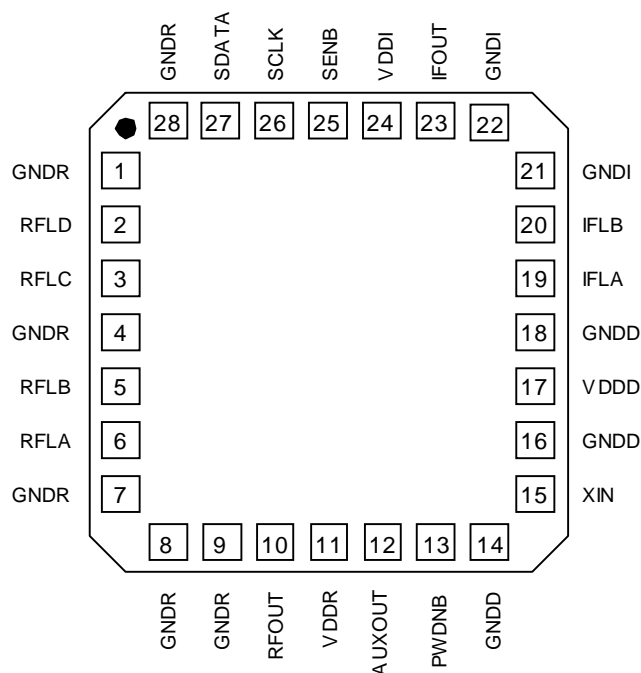 GNDR SDATA SCLK SENB VDDI IFOUT GNDI
28 27 26 25 24 23 22
GNDR 1 21 GNDI
RFLD 2 20 IFLB
RFLC 3 19 IFLA
GNDR 4 18 GNDD
RFLB 5 17 VDDD
RFLA 6 16 GNDD
GNDR 7 15 XIN
8 9 10 11 12 13 14
GNDR GNDR RFOUT VDDR AUXOUT PWDNB GNDD